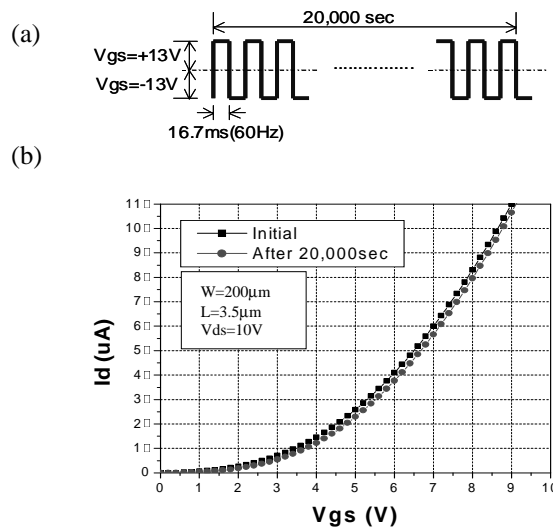 (a)
20,000 sec
Vgs=+13V
Vgs=-13V
16.7ms(60Hz)
(b)
Initial
After 20,000sec
W=200μm
L=3.5μm
Vds=10V
Id (uA)
11
10
9
8
7
6
5
4
3
2
1
0
0 1 2 3 4 5 6 7 8 9 10
Vgs (V)